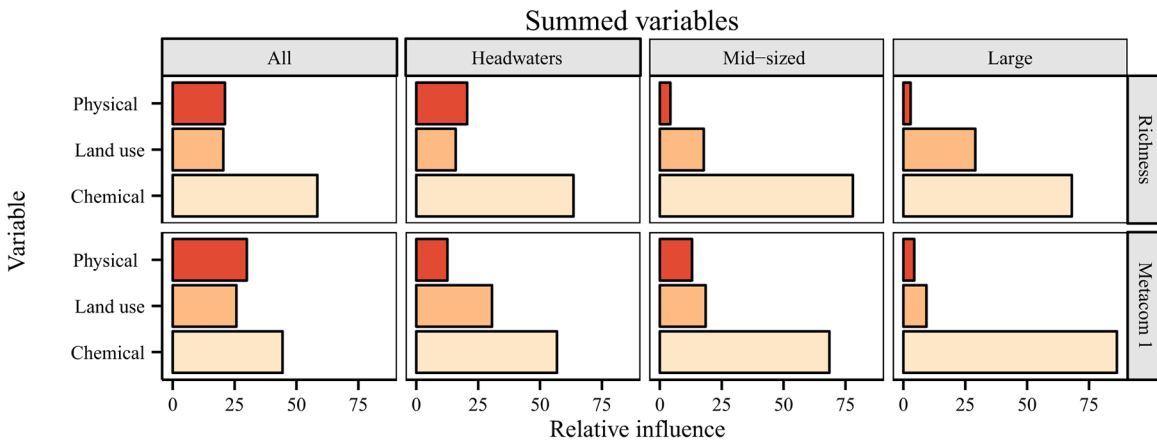 Summed variables
All
Headwaters
Mid−sized
Large
Variable
Physical
Land use
Chemical
Richness
Physical
Land use
Chemical
Metacom 1
0 25 50 75
0 25 50 75
0 25 50 75
0 25 50 75
Relative influence